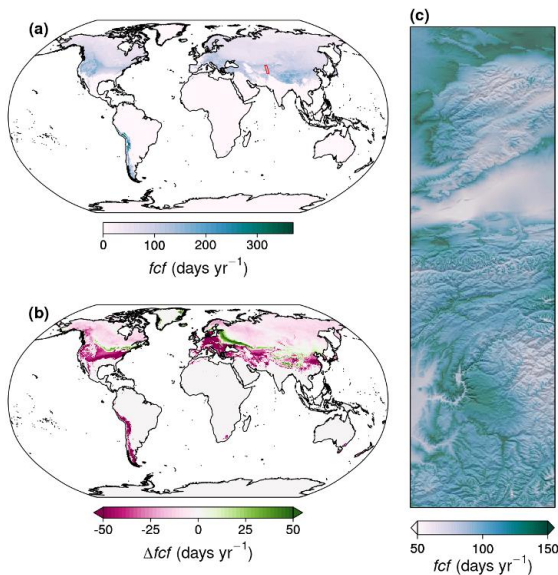 (a)
0 100 200 300
fcf (days yr−1)
(b)
-50 -25 0 25 50
Δfcf (days yr−1)
(c)
50 100 150
fcf (days yr−1)